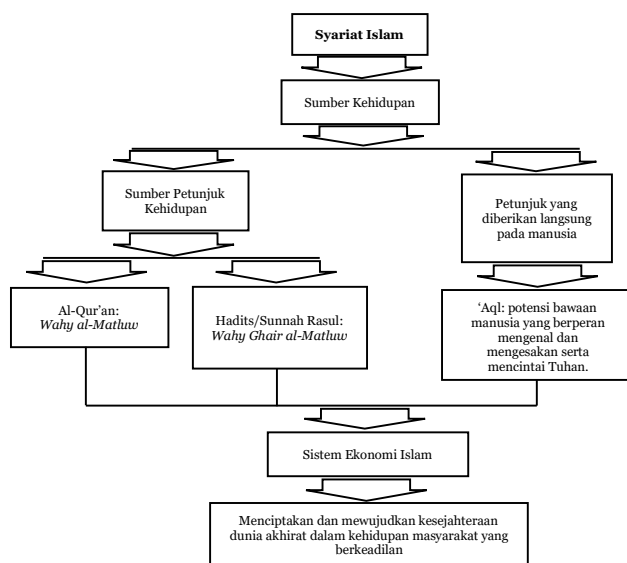 Syariat Islam
Sumber Kehidupan
Sumber Petunjuk
Kehidupan
Petunjuk yang
diberikan langsung
pada manusia
Al-Qur'an:
Wahy al-Matluw
Hadits/Sunnah Rasul:
Wahy Ghair al-Matluw
‘Aql: potensi bawaan
manusia yang berperan
mengenal dan
mengesakan serta
mencintai Tuhan.
Sistem Ekonomi Islam
Menciptakan dan mewujudkan kesejahteraan
dunia akhirat dalam kehidupan masyarakat yang
berkeadilan